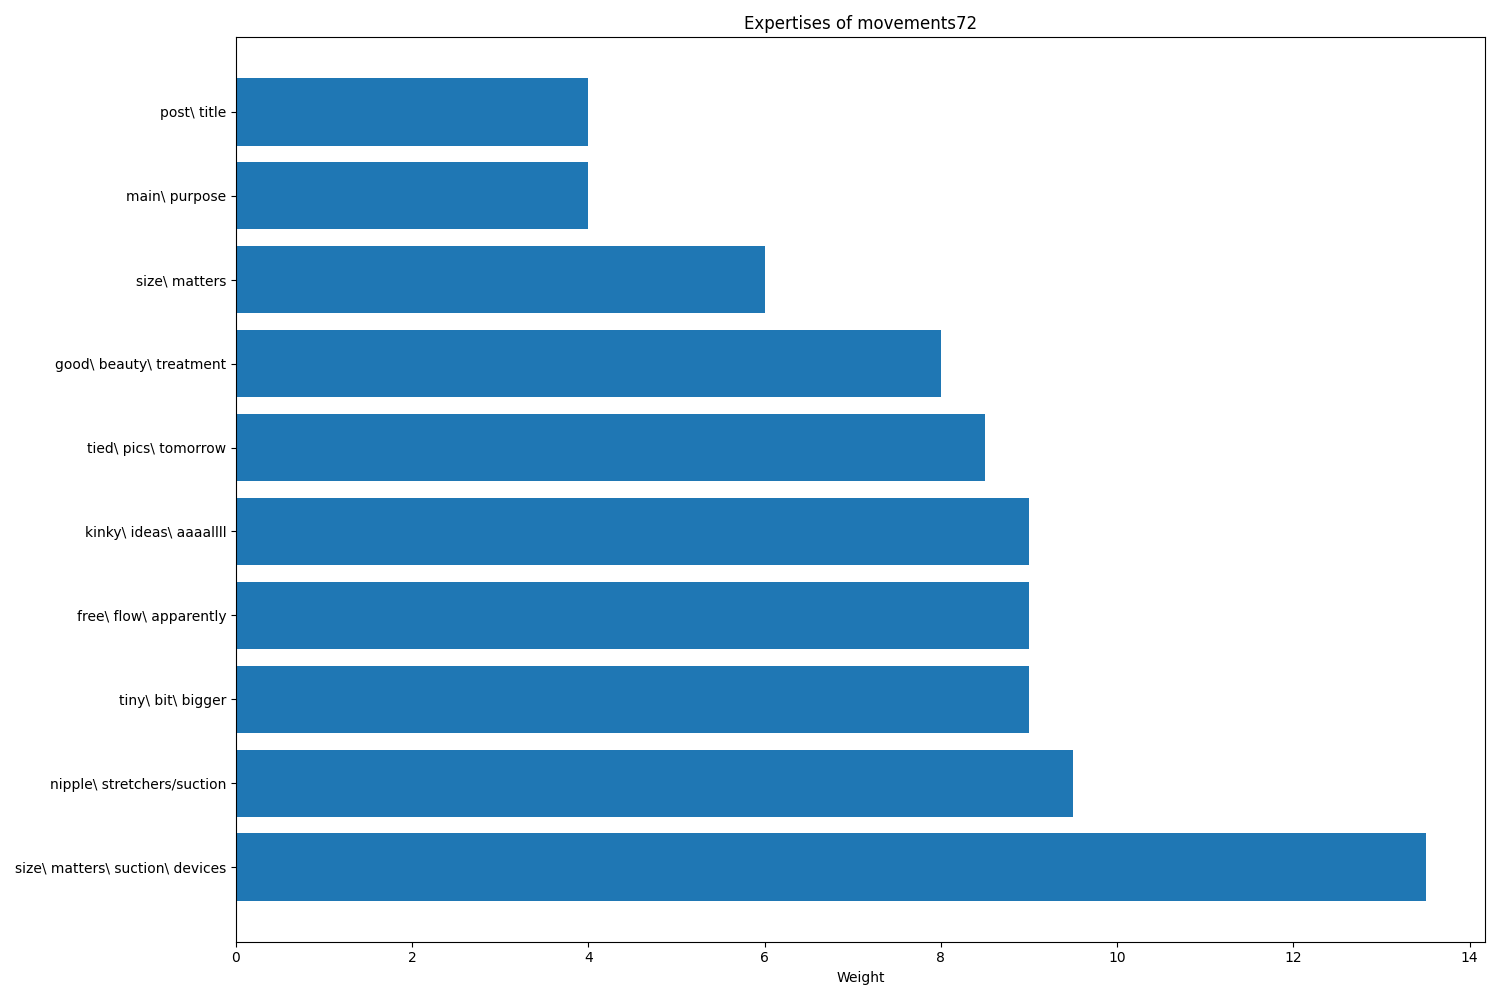 Expertises of movements72
post\ title
main\ purpose
size\ matters
good\ beauty\ treatment
tied\ pics\ tomorrow
kinky\ ideas\ aaaallll
free\ flow\ apparently
tiny\ bit\ bigger
nipple\ stretchers/suction
size\ matters\ suction\ devices
0 2 4 6 8 10 12 14
Weight